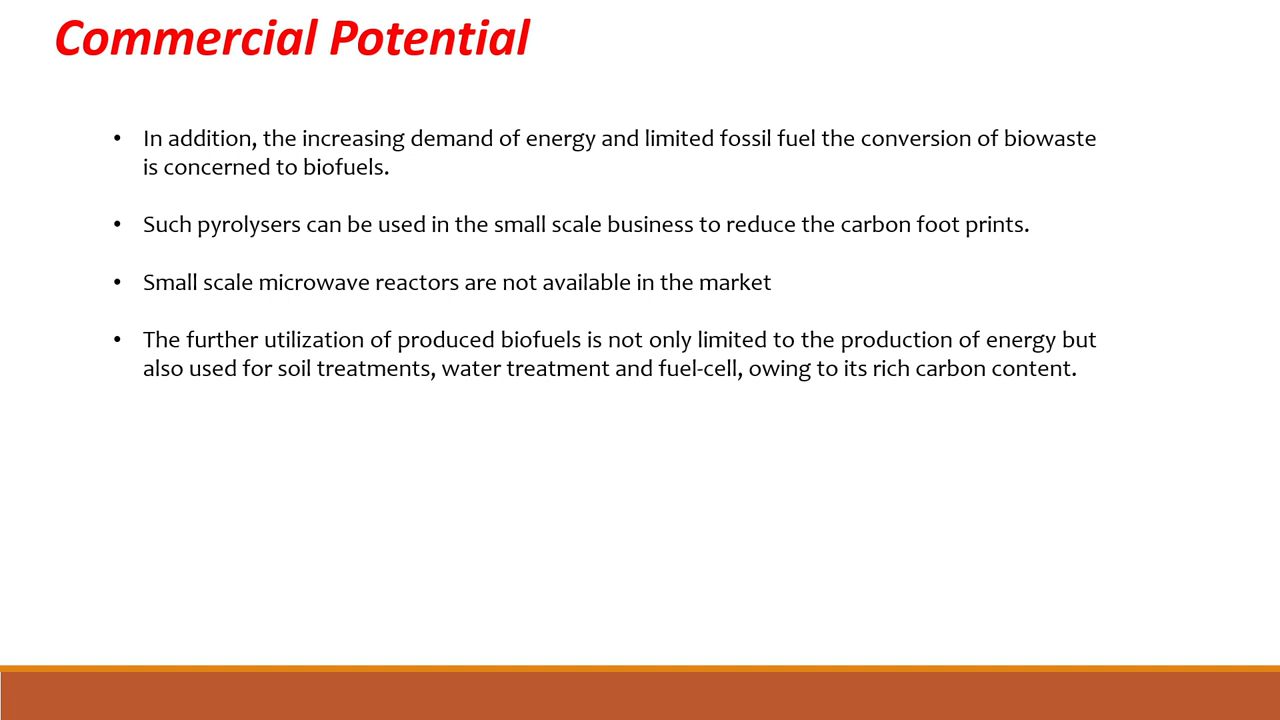 Commercial Potential
• In addition, the increasing demand of energy and limited fossil fuel the conversion of biowaste
is concerned to biofuels.
• Such pyrolysers can be used in the small scale business to reduce the carbon foot prints.
• Small scale microwave reactors are not available in the market
• The further utilization of produced biofuels is not only limited to the production of energy but
also used for soil treatments, water treatment and fuel-cell, owing to its rich carbon content.